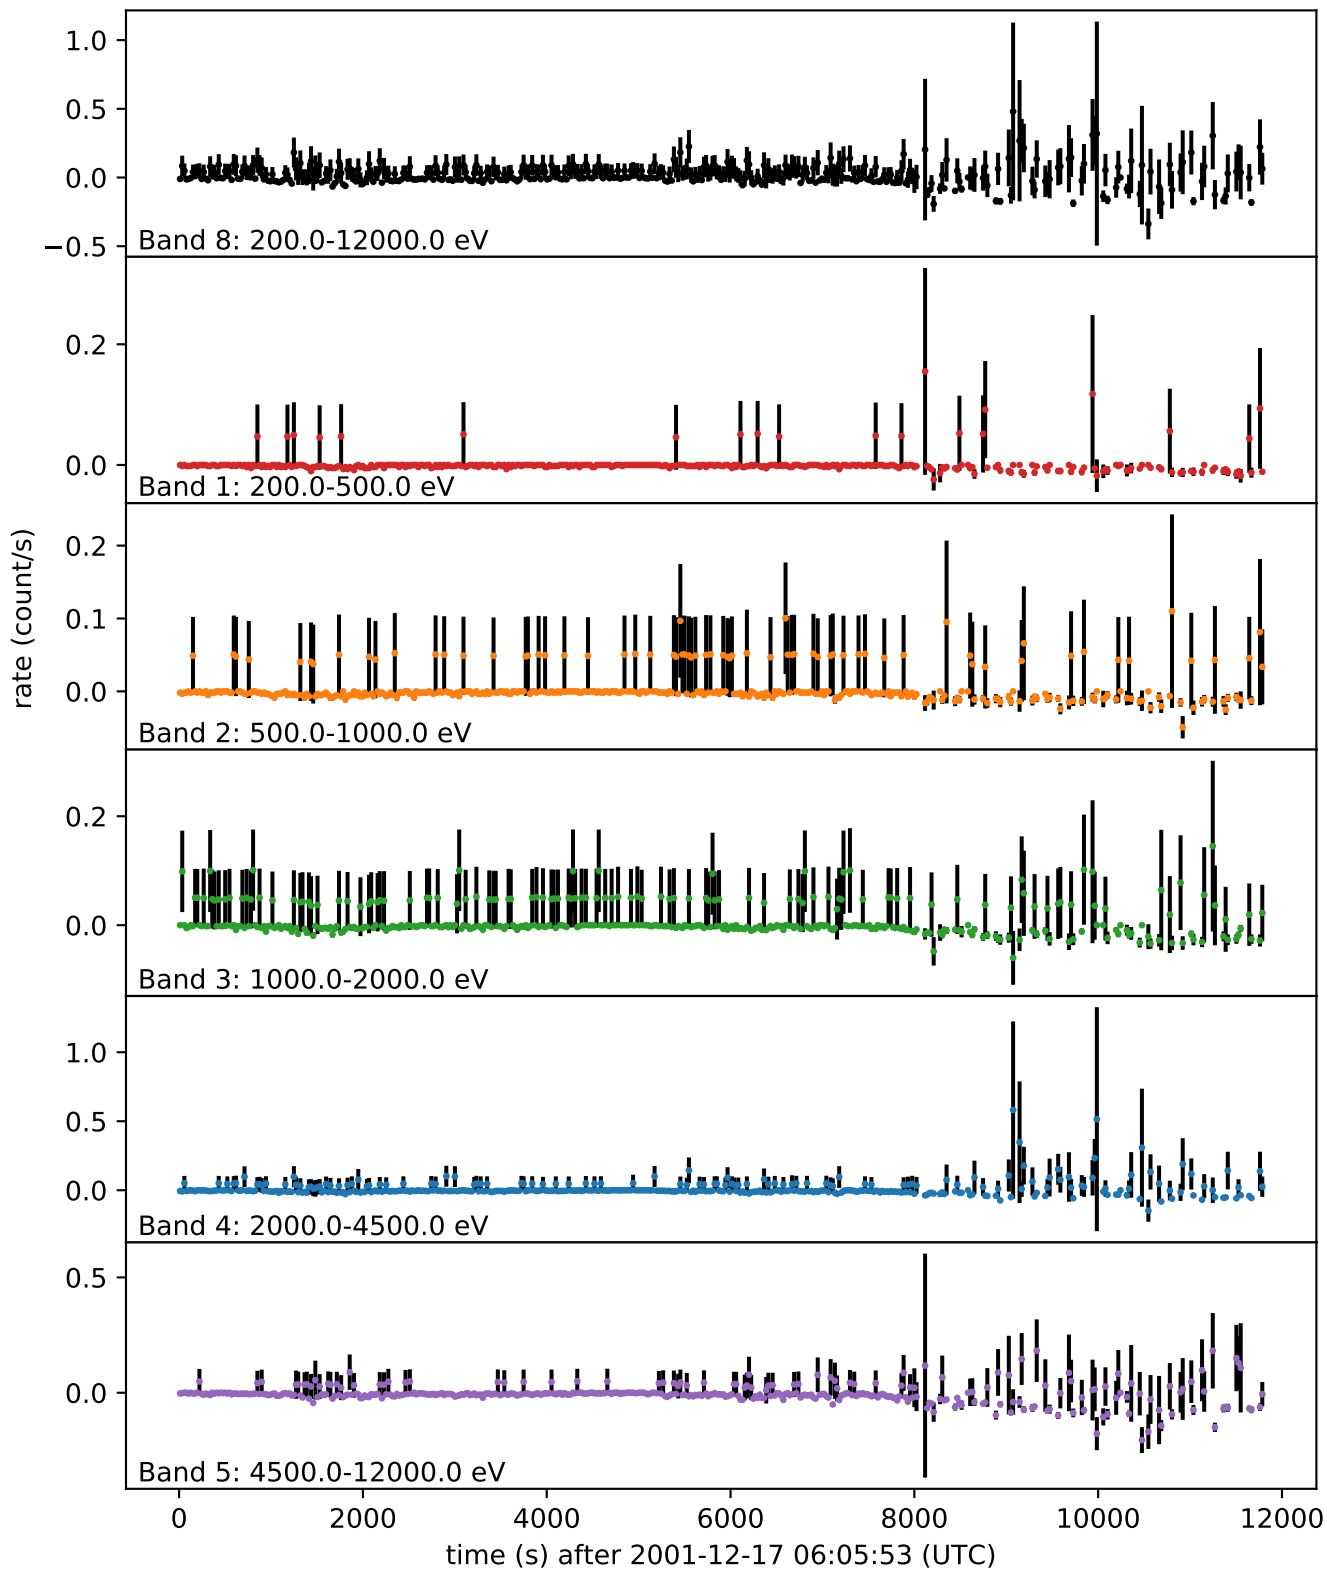 1.0
0.5
0.0
−0.5
Band 8: 200.0-12000.0 eV
0.2
0.0
Band 1: 200.0-500.0 eV
rate (count/s)
0.2
0.1
0.0
Band 2: 500.0-1000.0 eV
0.2
0.0
Band 3: 1000.0-2000.0 eV
1.0
0.5
0.0
Band 4: 2000.0-4500.0 eV
0.5
0.0
Band 5: 4500.0-12000.0 eV
0 2000 4000 6000 8000 10000 12000
time (s) after 2001-12-17 06:05:53 (UTC)